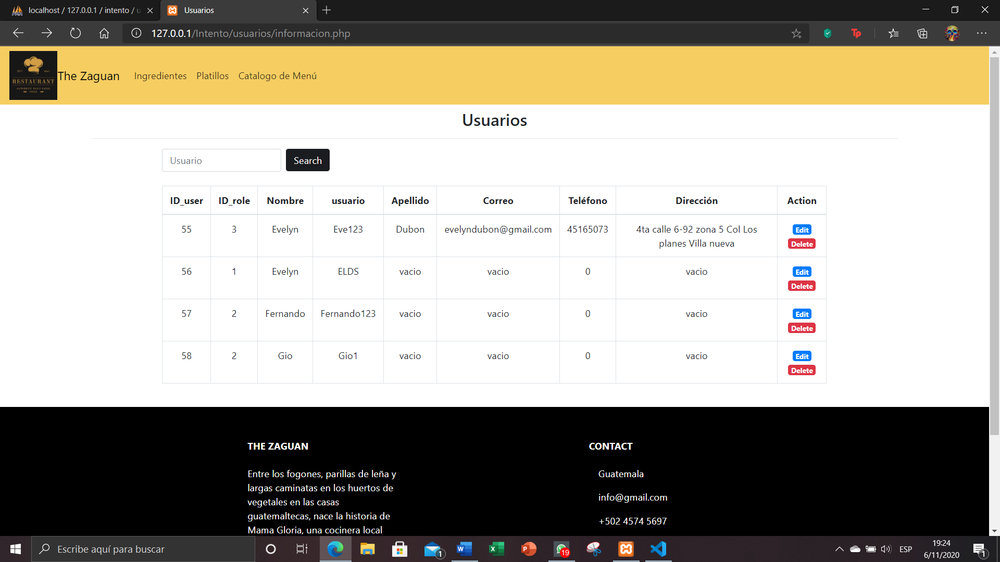 localhost / 127.0.0.1 / intento / u
Usuarios
127.0.0.1/Intento/usuarios/informacion.php
RESTAURANT
The Zaguan
Ingredientes
Platillos
Catalogo de Menú
Usuarios
Usuario
Search
ID_user ID_role Nombre usuario Apellido Correo Teléfono Dirección Action
55 3 Evelyn Eve123 Dubon evelyndubon@gmail.com 45165073 4ta calle 6-92 zona 5 Col Los Edit
planes Villa nueva Delete
56 1 Evelyn ELDS vacio vacio 0 vacio Edit
Delete
57 2 Fernando Fernando123 vacio vacio 0 vacio Edit
Delete
58 2 Gio Gio1 vacio vacio 0 vacio Edit
Delete
THE ZAGUAN
Entre los fogones, parillas de leña y
largas caminatas en los huertos de
vegetales en las casas
guatemaltecas, nace la historia de
Mama Gloria, una cocinera local
CONTACT
Guatemala
info@gmail.com
+502 4574 5697
Escribe aquí para buscar
1
19
ESP
19:24
6/11/2020
1